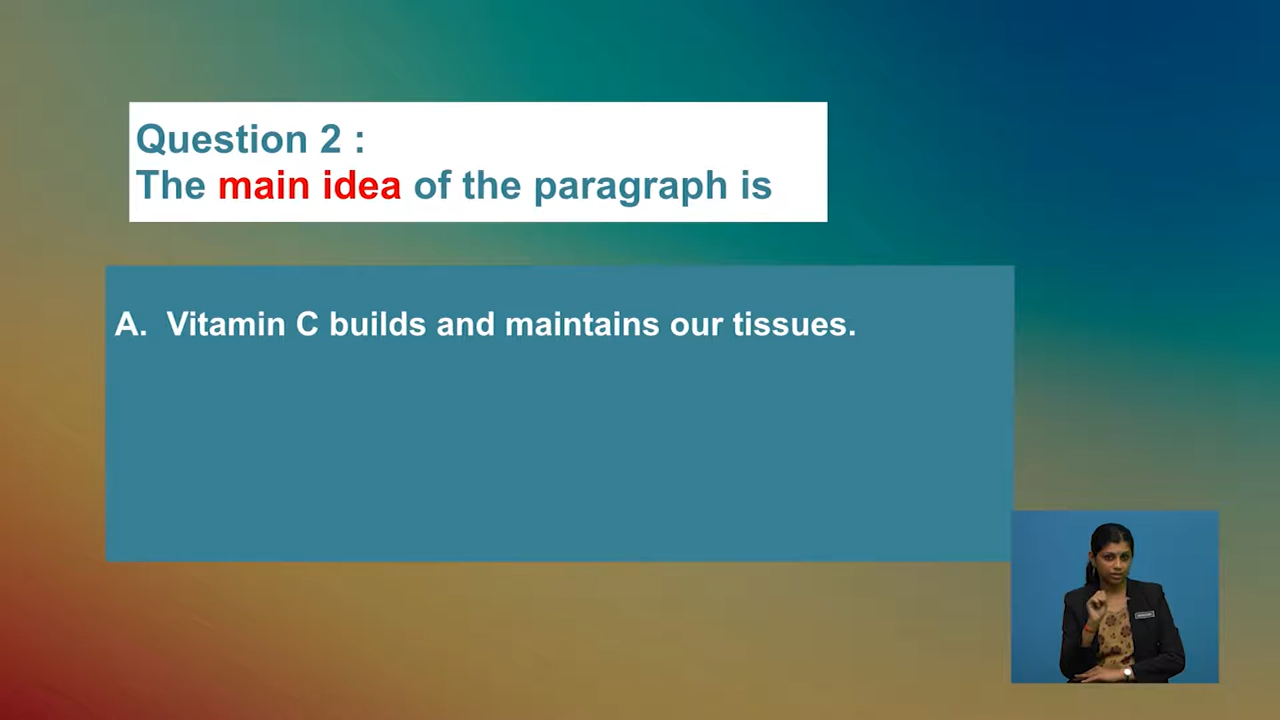 Question 2 :
The main idea of the paragraph is
A. Vitamin C builds and maintains our tissues.